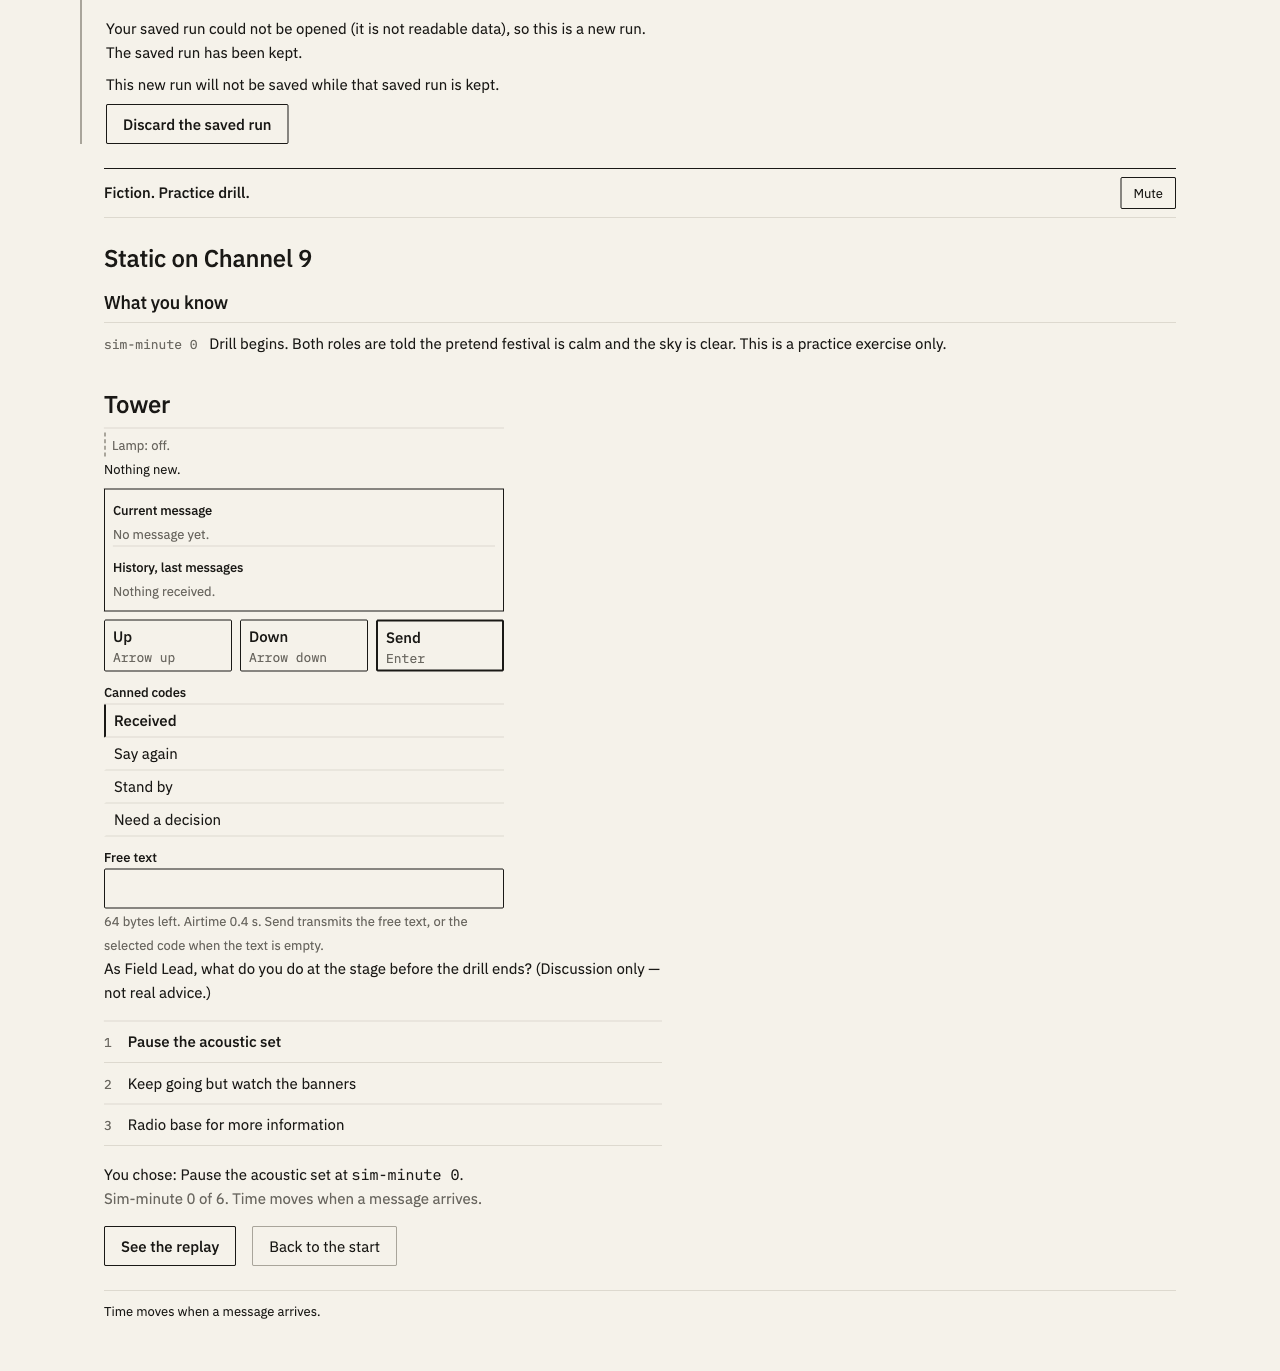 Your saved run could not be opened (it is not readable data), so this is a new run.
The saved run has been kept.
This new run will not be saved while that saved run is kept.
Discard the saved run
Fiction. Practice drill.
Mute
Static on Channel 9
What you know
sim-minute 0 Drill begins. Both roles are told the pretend festival is calm and the sky is clear. This is a practice exercise only.
Tower
Lamp: off.
Nothing new.
Current message
No message yet.
History, last messages
Nothing received.
Up
Arrow up
Down
Arrow down
Send
Enter
Canned codes
Received
Say again
Stand by
Need a decision
Free text
64 bytes left. Airtime 0.4 s. Send transmits the free text, or the
selected code when the text is empty.
As Field Lead, what do you do at the stage before the drill ends? (Discussion only —
not real advice.)
1 Pause the acoustic set
2 Keep going but watch the banners
3 Radio base for more information
You chose: Pause the acoustic set at sim-minute 0.
Sim-minute 0 of 6. Time moves when a message arrives.
See the replay
Back to the start
Time moves when a message arrives.